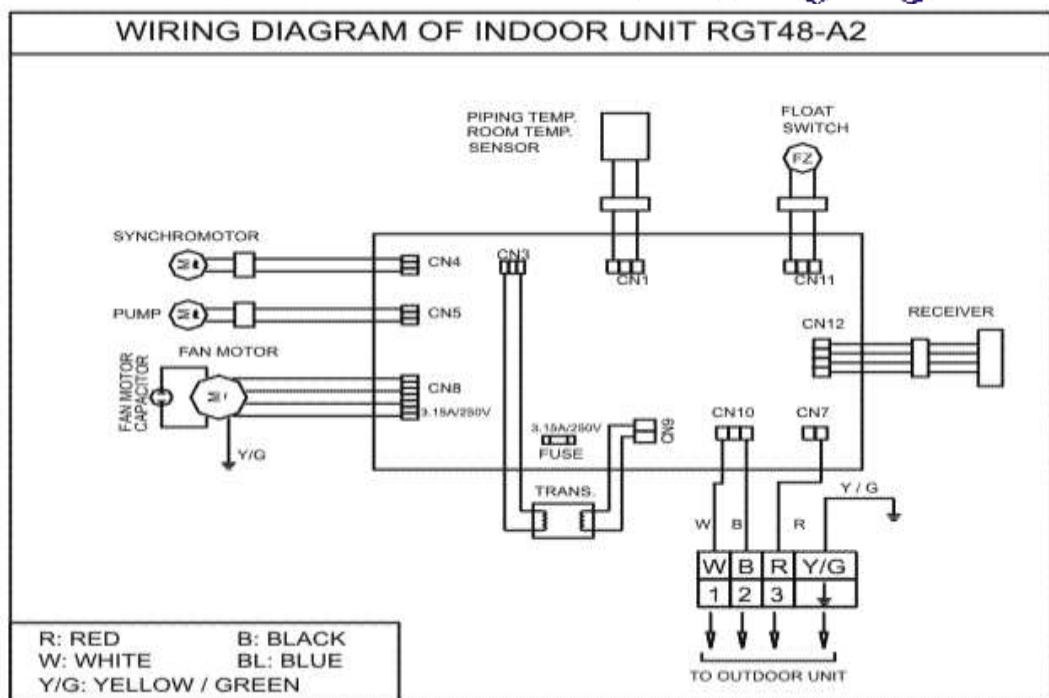 WIRING DIAGRAM OF INDOOR UNIT RGT48-A2
PIPING TEMP.
ROOM TEMP.
SENSOR
FLOAT
SWITCH
FZ
SYNCHROMOTOR
M
CN4
CN3
CN1
CN11
PUMP
M
CN5
CN12
RECEIVER
FAN MOTOR
FAN MOTOR
CAPACITOR
M
CN8
3.15A/250V
Y/G
3.15A/250V
FUSE
CN9
CN10
CN7
TRANS.
W
B
R
Y / G
W B R Y/G
1 2 3
TO OUTDOOR UNIT
R: RED B: BLACK
W: WHITE BL: BLUE
Y/G: YELLOW / GREEN